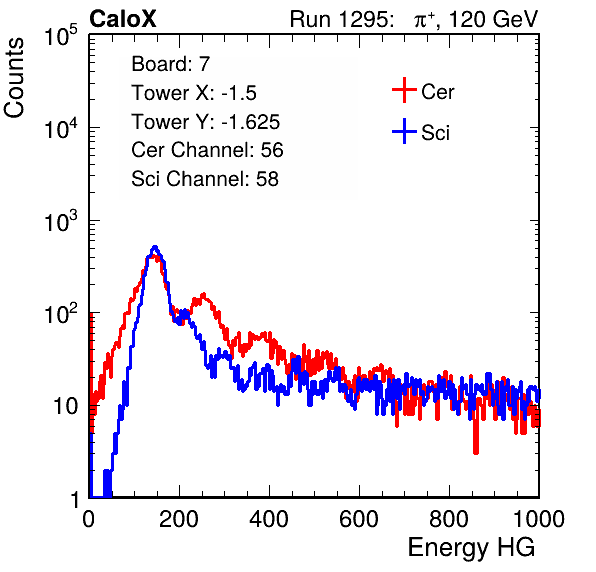 CaloX Run 1295: π⁺, 120 GeV
Counts
10⁵
10⁴
10³
10²
10
1
Board: 7
Tower X: -1.5
Tower Y: -1.625
Cer Channel: 56
Sci Channel: 58
Cer
Sci
0 200 400 600 800 1000
Energy HG